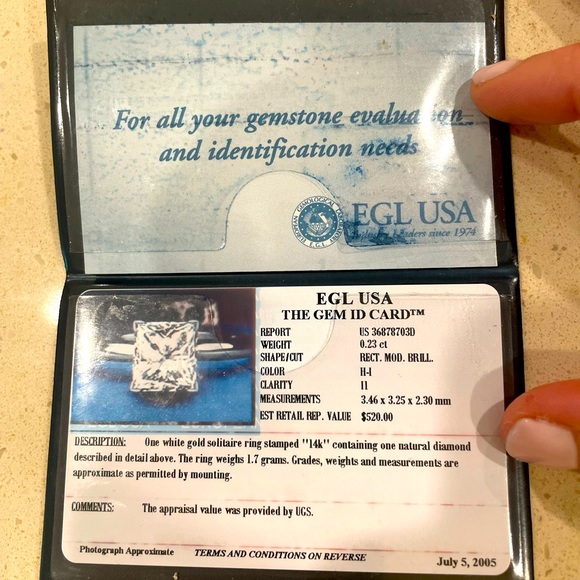 For all your gemstone evaluation
and identification needs
EGL USA
Industry Leaders since 1974
EGL USA
THE GEM ID CARD™
REPORT US 36878703D
WEIGHT 0.23 ct
SHAPE/CUT RECT. MOD. BRILL.
COLOR H-I
CLARITY I1
MEASUREMENTS 3.46 x 3.25 x 2.30 mm
EST RETAIL REP. VALUE $520.00
DESCRIPTION: One white gold solitaire ring stamped "14k" containing one natural diamond
described in detail above. The ring weighs 1.7 grams. Grades, weights and measurements are
approximate as permitted by mounting.
COMMENTS: The appraisal value was provided by UGS.
Photograph Approximate TERMS AND CONDITIONS ON REVERSE July 5, 2005